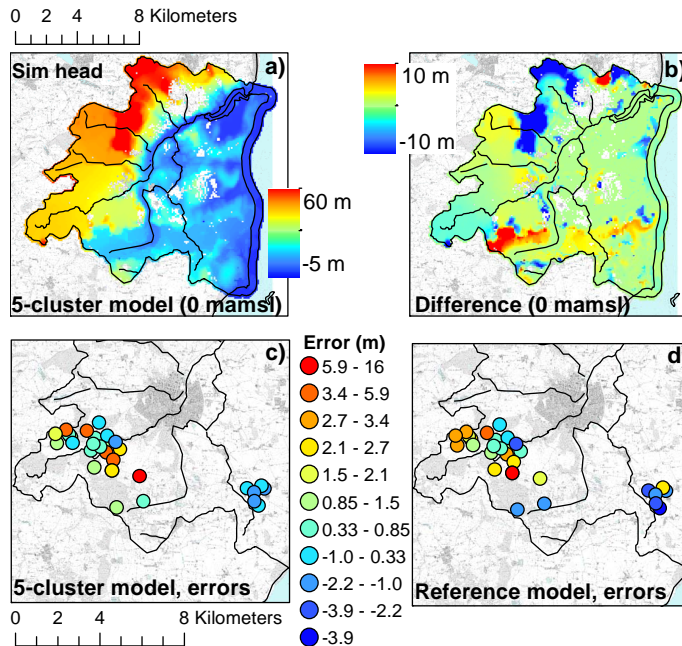 0 2 4 8 Kilometers
Sim head
a)
60 m
-5 m
5-cluster model (0 mamsl)
b)
10 m
-10 m
Difference (0 mamsl)
c)
5-cluster model, errors
Error (m)
5.9 - 16
3.4 - 5.9
2.7 - 3.4
2.1 - 2.7
1.5 - 2.1
0.85 - 1.5
0.33 - 0.85
-1.0 - 0.33
-2.2 - -1.0
-3.9 - -2.2
-3.9
d)
Reference model, errors
0 2 4 8 Kilometers